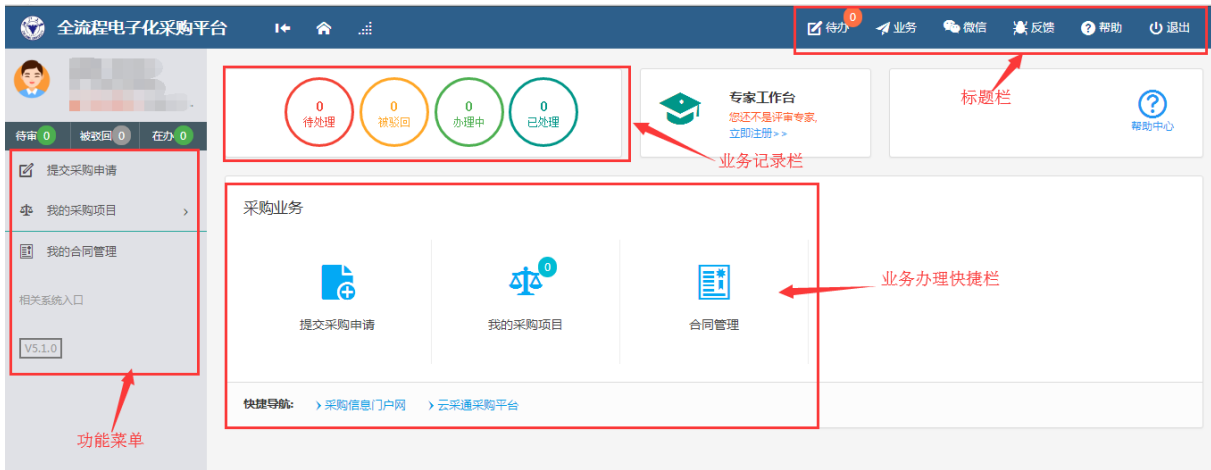 全流程电子化采购平台
0
待办 业务 微信 反馈 帮助 退出
标题栏
0 待处理
0 被驳回
0 办理中
0 已处理
专家工作台
您还不是评审专家,
立即注册>>
帮助中心
业务记录栏
待审 0 被驳回 0 在办 0
提交采购申请
我的采购项目
我的合同管理
相关系统入口
V5.1.0
功能菜单
采购业务
0
提交采购申请 我的采购项目 合同管理
业务办理快捷栏
快捷导航: 采购信息门户网 云采通采购平台